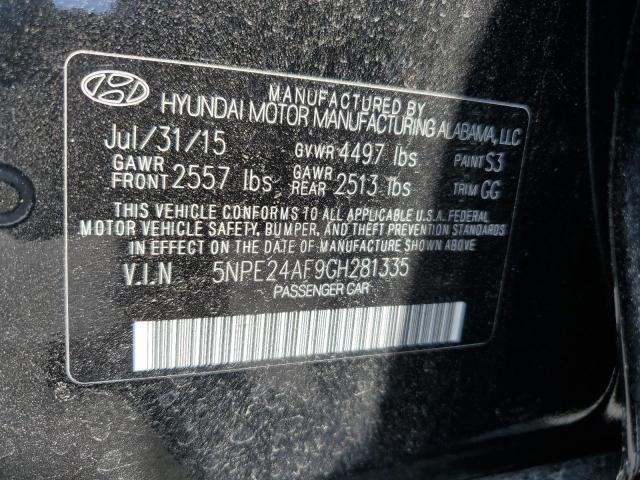 MANUFACTURED BY
HYUNDAI MOTOR MANUFACTURING ALABAMA, LLC
Jul/31/15 GVWR 4497 lbs PAINT S3
GAWR FRONT 2557 lbs GAWR REAR 2513 lbs TRIM GG
THIS VEHICLE CONFORMS TO ALL APPLICABLE U.S.A. FEDERAL
MOTOR VEHICLE SAFETY, BUMPER, AND THEFT PREVENTION STANDARDS
IN EFFECT ON THE DATE OF MANUFACTURE SHOWN ABOVE.
V.I.N 5NPE24AF9GH281335
PASSENGER CAR